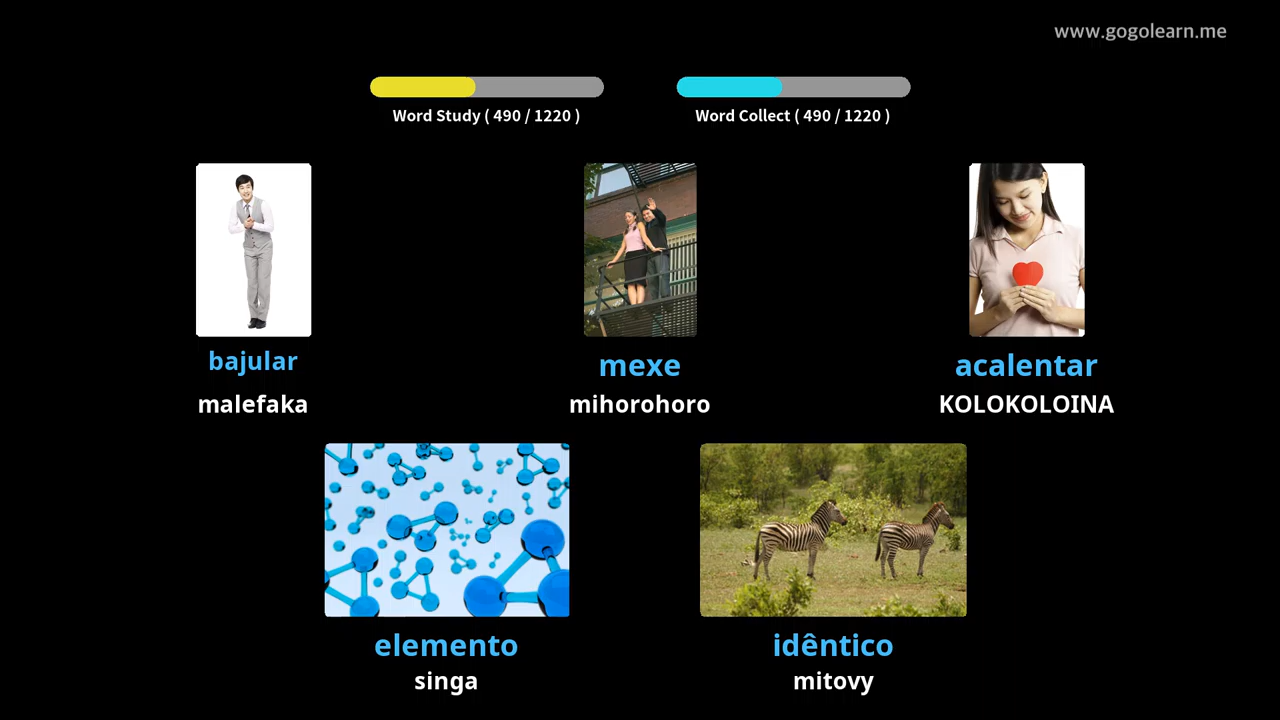 www.gogolearn.me
Word Study ( 490 / 1220 )
Word Collect ( 490 / 1220 )
bajular
mexe
acalentar
malefaka
mihorohoro
KOLOKOLOINA
elemento
idêntico
singa
mitovy